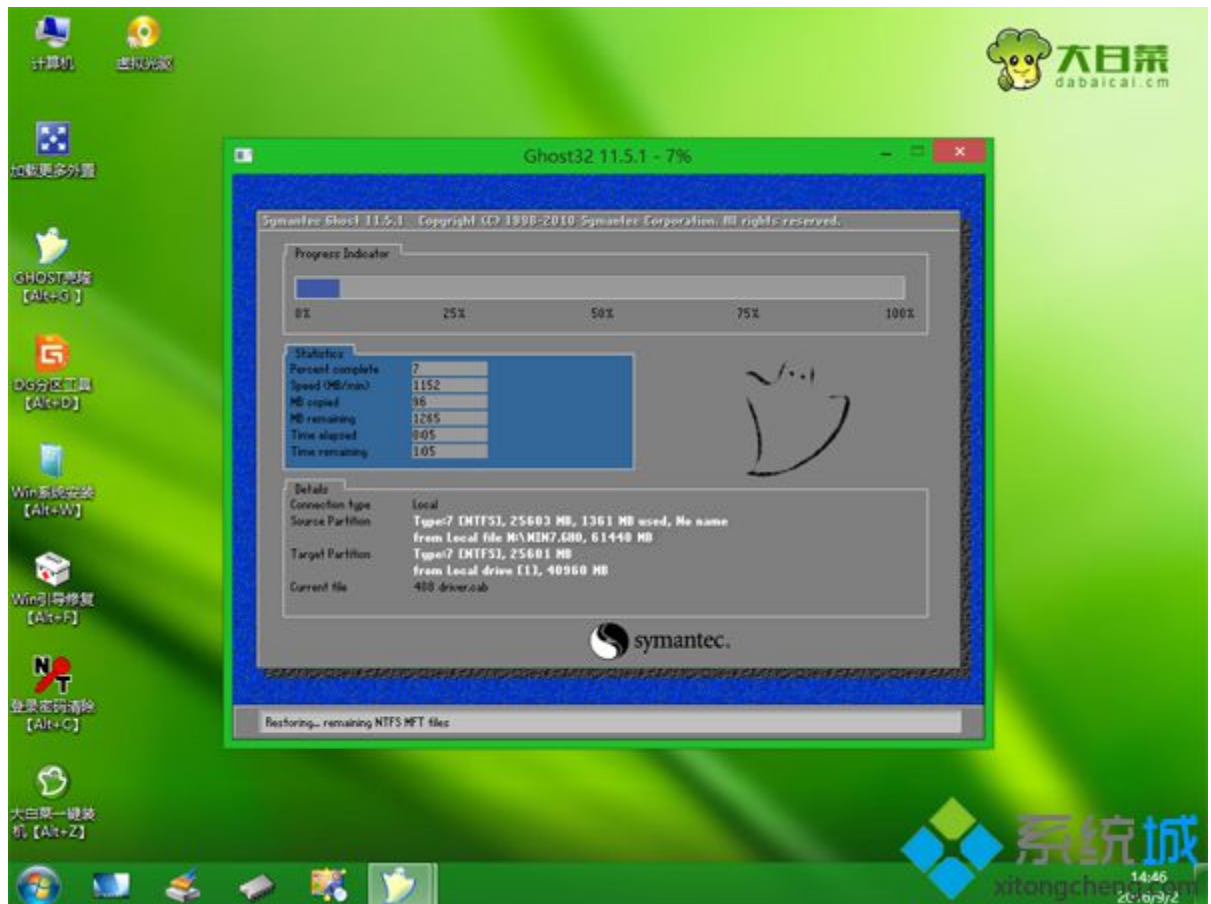 计算机
虚拟光驱
大白菜
dabaicai.cm
加载更多外置
GHOST克隆
【Alt+G】
DG分区工具
【Alt+D】
Win系统安装
【Alt+W】
Win引导修复
【Alt+F】
登录密码清除
【Alt+C】
大白菜一键装
机【Alt+Z】
Ghost32 11.5.1 - 7%
Symantec Ghost 11.5.1 Copyright (C) 1998-2010 Symantec Corporation. All rights reserved.
Progress Indicator
0% 25% 50% 75% 100%
Statistics
Percent complete 7
Speed (MB/min) 1152
MB copied 96
MB remaining 1265
Time elapsed 0:05
Time remaining 1:05
Details
Connection type Local
Source Partition Type:7 [NTFS], 25603 MB, 1361 MB used, No name
from Local file N:\WIN7.GHO, 61440 MB
Target Partition Type:7 [NTFS], 25601 MB
from Local drive [1], 40960 MB
Current file 408 driver.cab
symantec.
Restoring... remaining NTFS MFT files
系统城
xitongcheng.com
14:46
2016/9/2